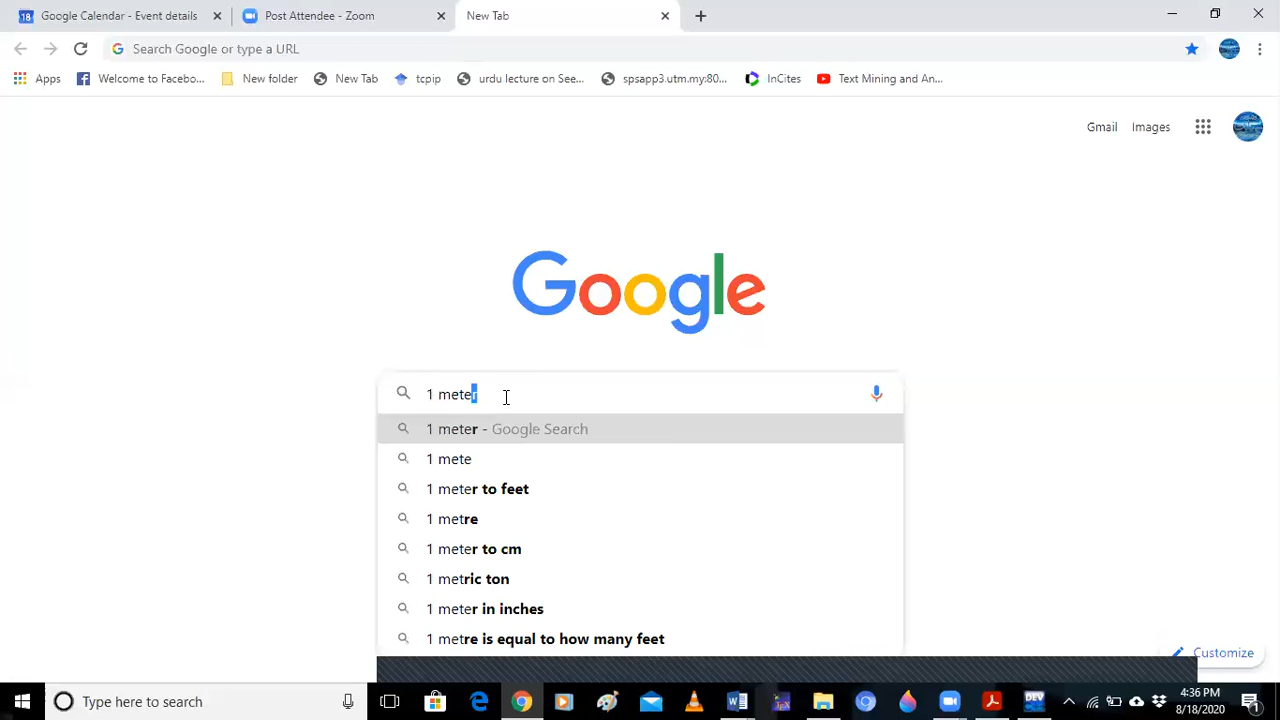 Google Calendar - Event details
Post Attendee - Zoom
New Tab
Search Google or type a URL
Apps
Welcome to Facebo...
New folder
New Tab
tcpip
urdu lecture on See...
spsapp3.utm.my:80...
InCites
Text Mining and An...
Gmail
Images
Google
1 meter
1 meter - Google Search
1 mete
1 meter to feet
1 metre
1 meter to cm
1 metric ton
1 meter in inches
1 metre is equal to how many feet
Customize
Type here to search
4:36 PM
8/18/2020